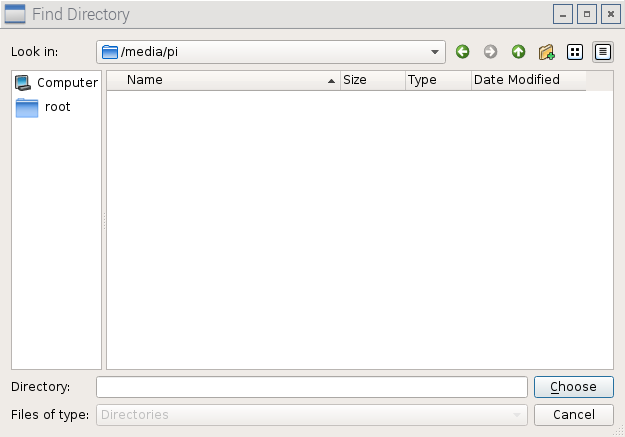 Find Directory
Look in: /media/pi
Computer
root
Name Size Type Date Modified
Directory: Choose
Files of type: Directories Cancel